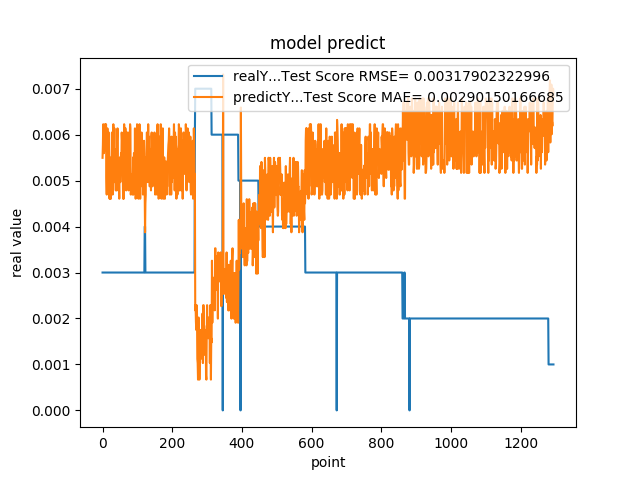 model predict
realY...Test Score RMSE= 0.00317902322996
predictY...Test Score MAE= 0.00290150166685
0.007
0.006
0.005
0.004
0.003
0.002
0.001
0.000
real value
0 200 400 600 800 1000 1200
point